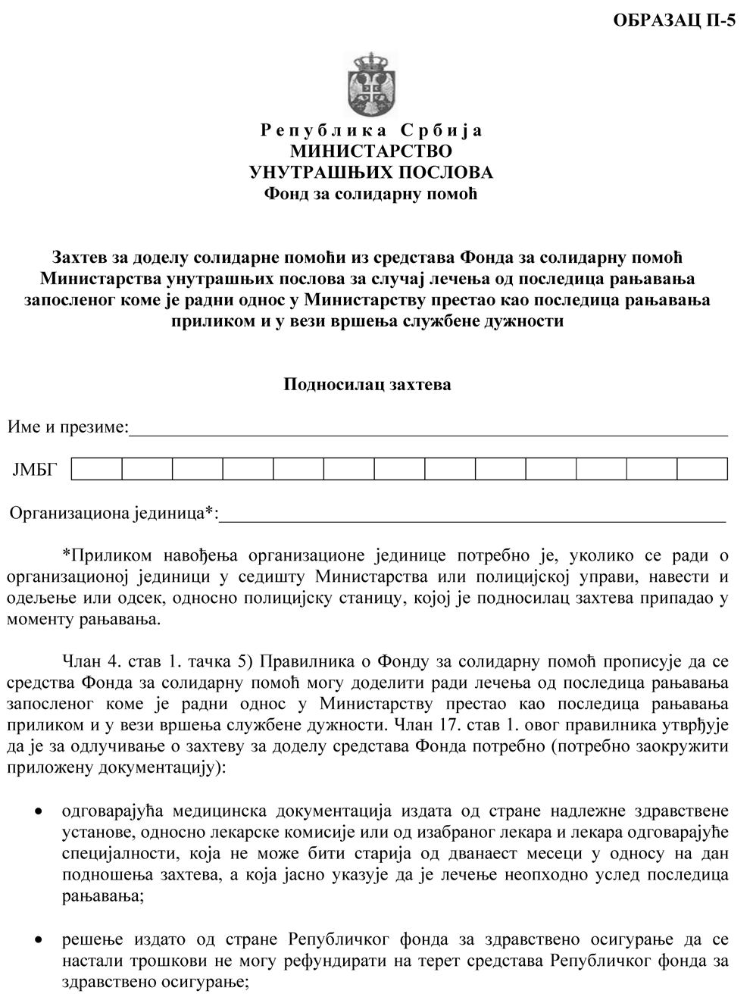 ОБРАЗАЦ П-5
Република Србија
МИНИСТАРСТВО
УНУТРАШЊИХ ПОСЛОВА
Фонд за солидарну помоћ
Захтев за доделу солидарне помоћи из средстава Фонда за солидарну помоћ
Министарства унутрашњих послова за случај лечења од последица рањавања
запосленог коме је радни однос у Министарству престао као последица рањавања
приликом и у вези вршења службене дужности
Подносилац захтева
Име и презиме:
ЈМБГ
Организациона јединица*:
*Приликом навођења организационе јединице потребно је, уколико се ради о
организационој јединици у седишту Министарства или полицијској управи, навести и
одељење или одсек, односно полицијску станицу, којој је подносилац захтева припадао у
моменту рањавања.
Члан 4. став 1. тачка 5) Правилника о Фонду за солидарну помоћ прописује да се
средства Фонда за солидарну помоћ могу доделити ради лечења од последица рањавања
запосленог коме је радни однос у Министарству престао као последица рањавања
приликом и у вези вршења службене дужности. Члан 17. став 1. овог правилника утврђује
да је за одлучивање о захтеву за доделу средстава Фонда потребно (потребно заокружити
приложену документацију):
• одговарајућа медицинска документација издата од стране надлежне здравствене
установе, односно лекарске комисије или од изабраног лекара и лекара одговарајуће
специјалности, која не може бити старија од дванаест месеци у односу на дан
подношења захтева, а која јасно указује да је лечење неопходно услед последица
рањавања;
• решење издато од стране Републичког фонда за здравствено осигурање да се
настали трошкови не могу рефундирати на терет средстава Републичког фонда за
здравствено осигурање;